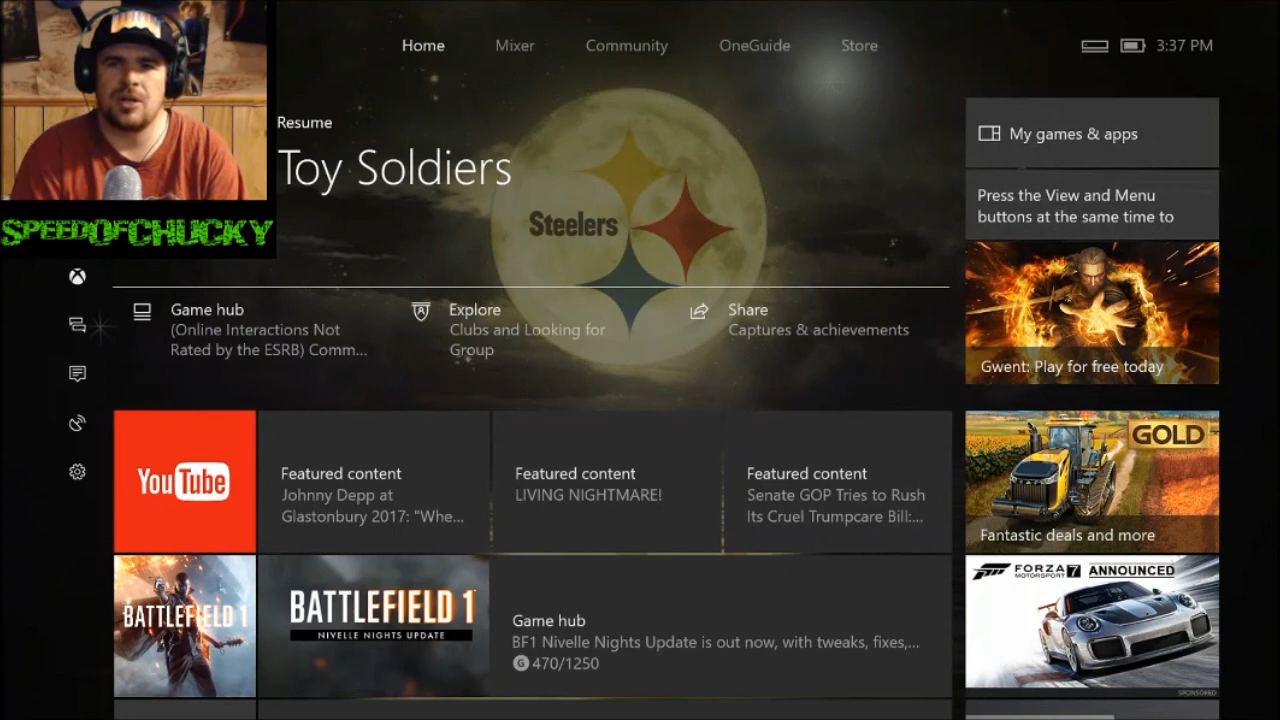 Home Mixer Community OneGuide Store 3:37 PM
Resume
Toy Soldiers
SPEEDOFCHUCKY
Steelers
My games & apps
Press the View and Menu
buttons at the same time to
Gwent: Play for free today
Game hub
(Online Interactions Not
Rated by the ESRB) Comm...
Explore
Clubs and Looking for
Group
Share
Captures & achievements
YouTube
Featured content
Johnny Depp at
Glastonbury 2017: "Whe...
Featured content
LIVING NIGHTMARE!
Featured content
Senate GOP Tries to Rush
Its Cruel Trumpcare Bill:...
GOLD
Fantastic deals and more
BATTLEFIELD 1
BATTLEFIELD 1
NIVELLE NIGHTS UPDATE
Game hub
BF1 Nivelle Nights Update is out now, with tweaks, fixes,...
G 470/1250
FORZA MOTORSPORT 7 ANNOUNCED
SPONSORED